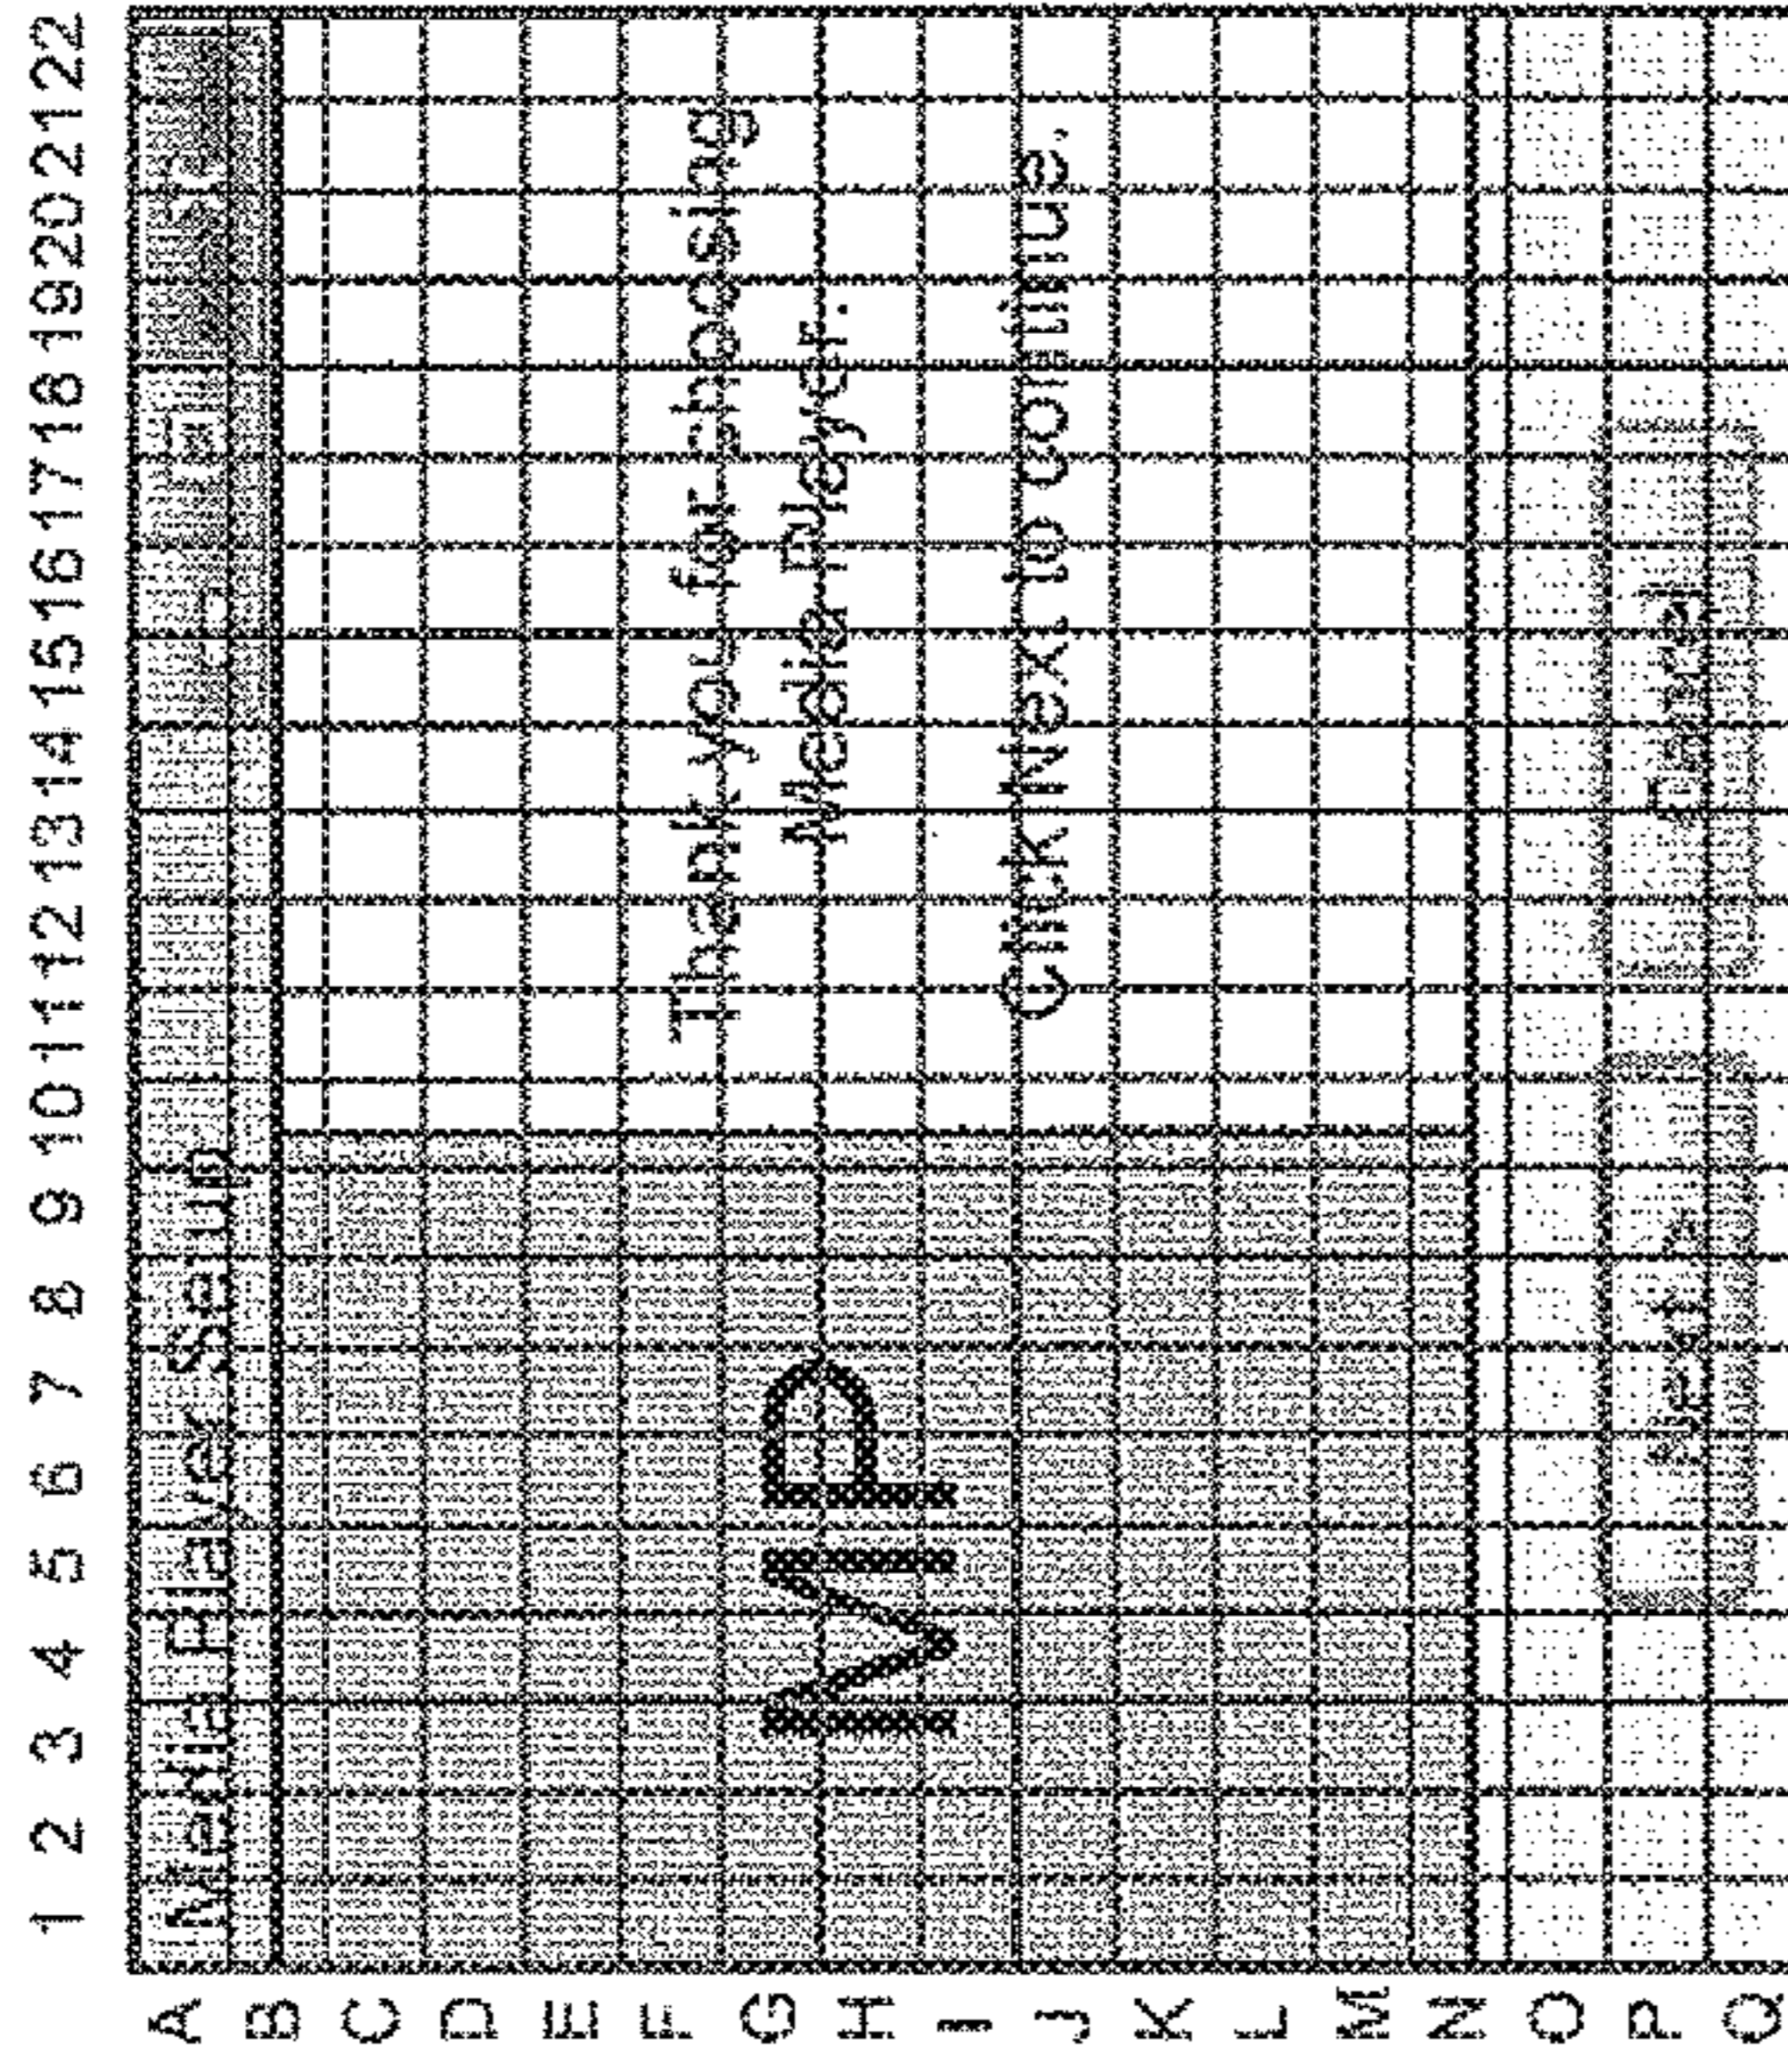 1 2 3 4 5 6 7 8 9 10 11 12 13 14 15 16 17 18 19 20 21 22
A Media Player Setup
B
C
D
E
F
Thank you for choosing
G
Media Player.
H MP
I
Click Next to continue.
J
K
L
M
N
O
P
Next > Cancel
Q